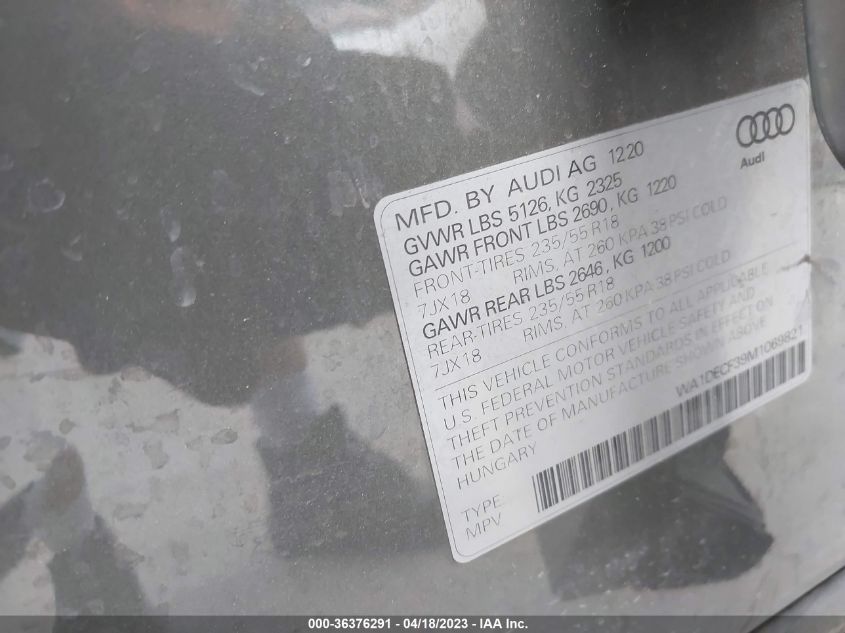 MFD. BY AUDI AG 12.20
Audi
GVWR LBS 5126, KG 2325
GAWR FRONT LBS 2690, KG 1220
FRONT-TIRES 235/55 R18
7JX18 RIMS, AT 260 KPA 38 PSI COLD
GAWR REAR LBS 2646, KG 1200
REAR-TIRES 235/55 R18
7JX18 RIMS, AT 260 KPA 38 PSI COLD
THIS VEHICLE CONFORMS TO ALL APPLICABLE
U.S. FEDERAL MOTOR VEHICLE SAFETY AND
THEFT PREVENTION STANDARDS IN EFFECT ON
THE DATE OF MANUFACTURE SHOWN ABOVE
HUNGARY
WA1DECF39M1069821
TYPE
MPV
000-36376291 - 04/18/2023 - IAA Inc.